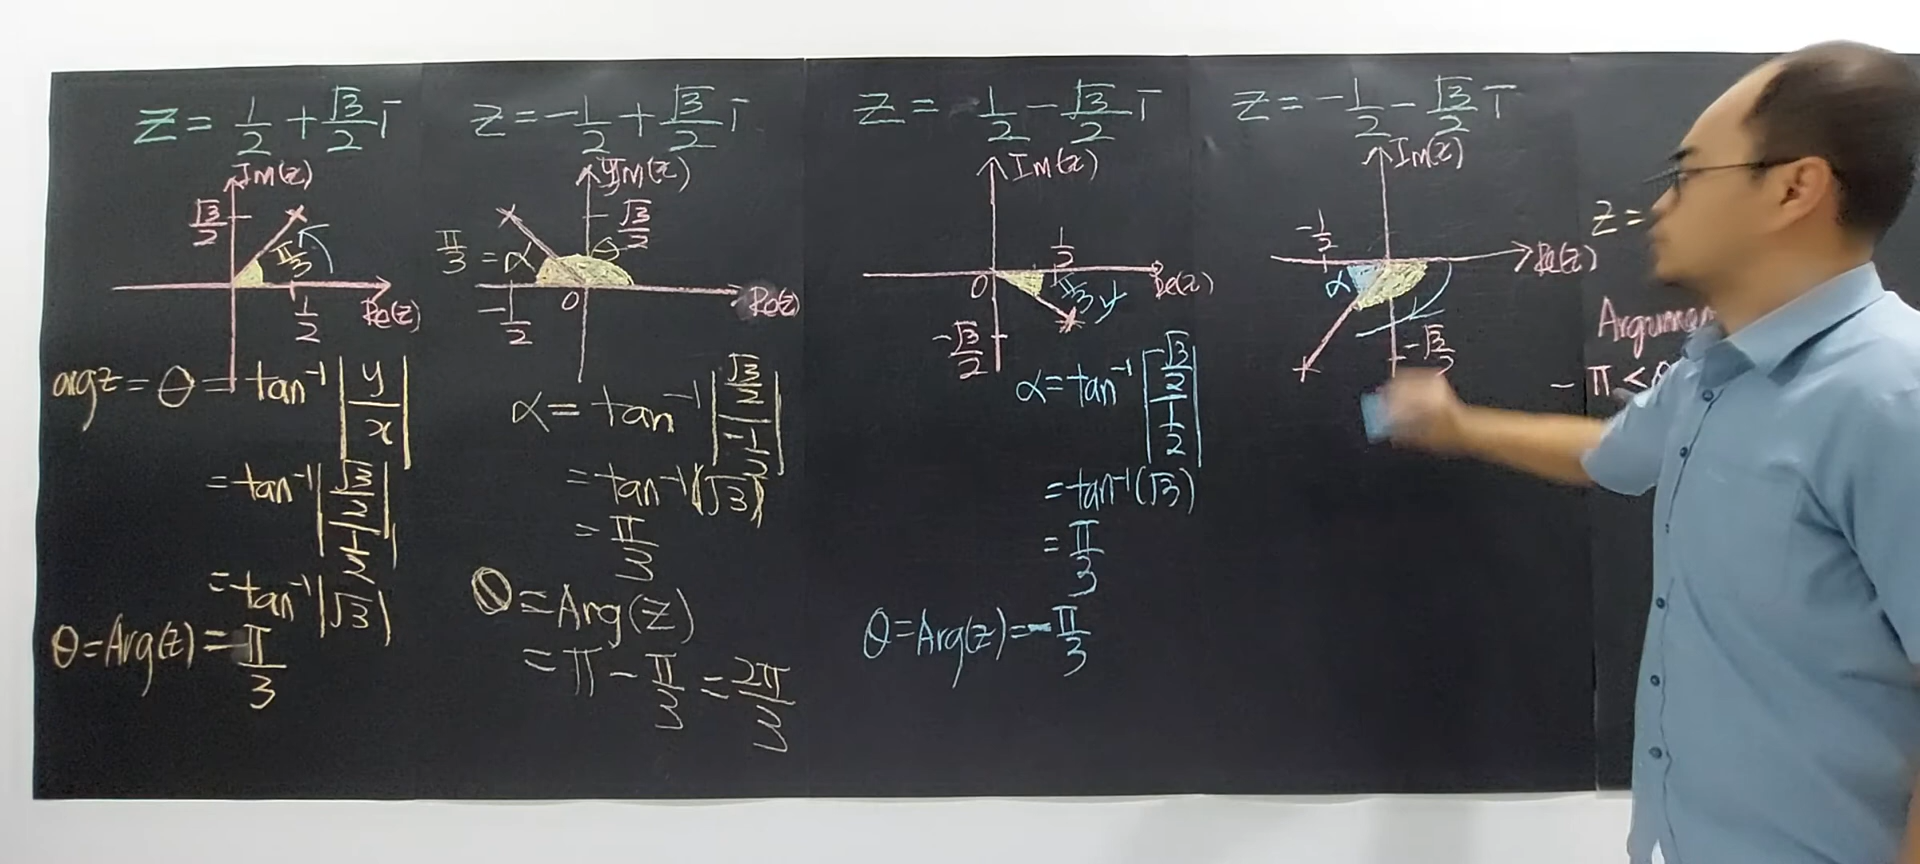 Z = 1/2 + √3/2 i
Im(z)
√3/2
π/3
1/2
Re(z)
arg z = θ = tan⁻¹ |y/x|
= tan⁻¹ |(√3/2)/(1/2)|
= tan⁻¹ |√3)
θ = Arg(z) = π/3
z = -1/2 + √3/2 i
Im(z)
√3/2
π/3 = α
θ
-1/2
0
Re(z)
α = tan⁻¹ |(√3/2)/(-1/2)|
= tan⁻¹(√3)
= π/3
θ = Arg(z)
= π - π/3 = 2π/3
Z = 1/2 - √3/2 i
Im(z)
1/2
0
π/3
Re(z)
-√3/2
α = tan⁻¹ |(-√3/2)/(1/2)|
= tan⁻¹(√3)
= π/3
θ = Arg(z) = -π/3
Z = -1/2 - √3/2 i
Im(z)
-1/2
Re(z)
α
-√3/2
z =
Argumen
- π <